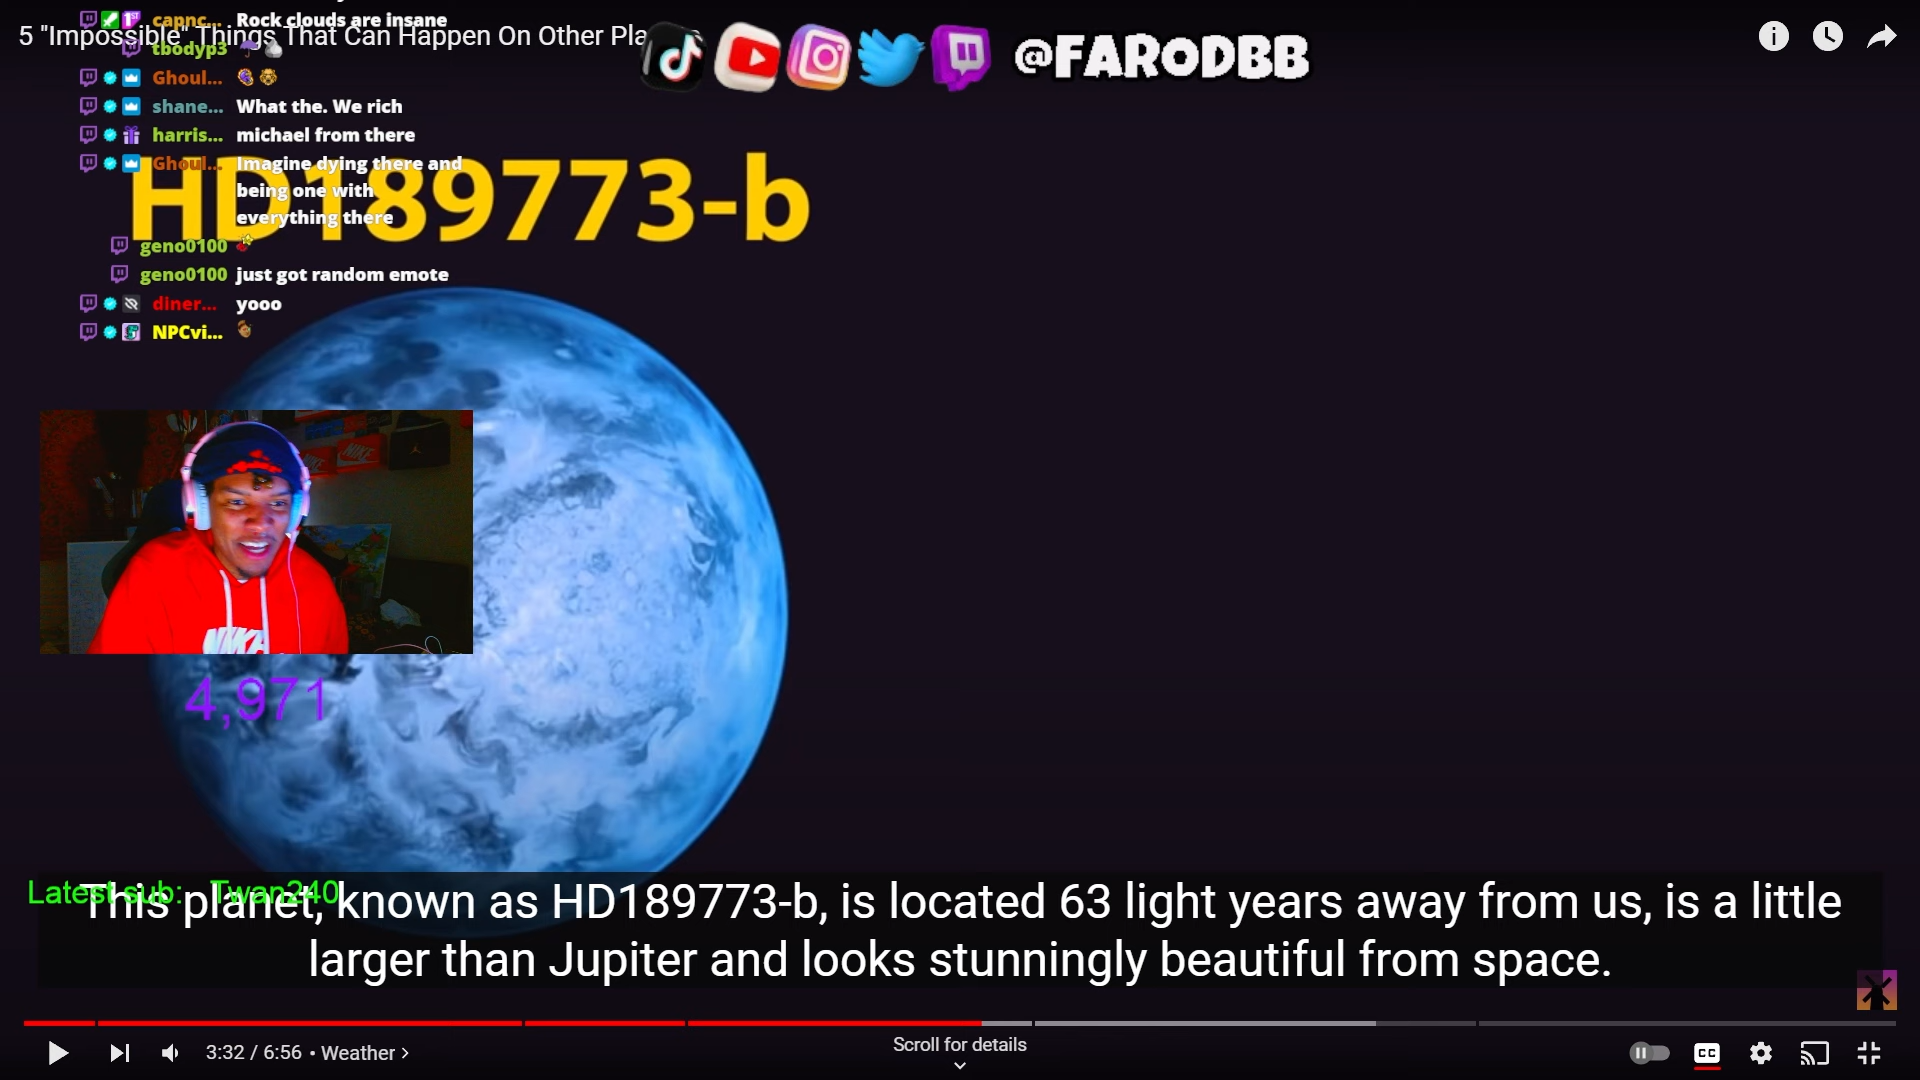 capnc... Rock clouds are insane
5 "Impossible" Things That Can Happen On Other Pla
tbodyp3
@FARODBB
Ghoul...
shane... What the. We rich
harris... michael from there
Ghoul... Imagine dying there and
being one with
everything there
HD189773-b
geno0100
geno0100 just got random emote
diner... yooo
NPCvi...
NIKE
4,971
Latest sub: Twan240
This planet, known as HD189773-b, is located 63 light years away from us, is a little
larger than Jupiter and looks stunningly beautiful from space.
Scroll for details
3:32 / 6:56 • Weather
CC